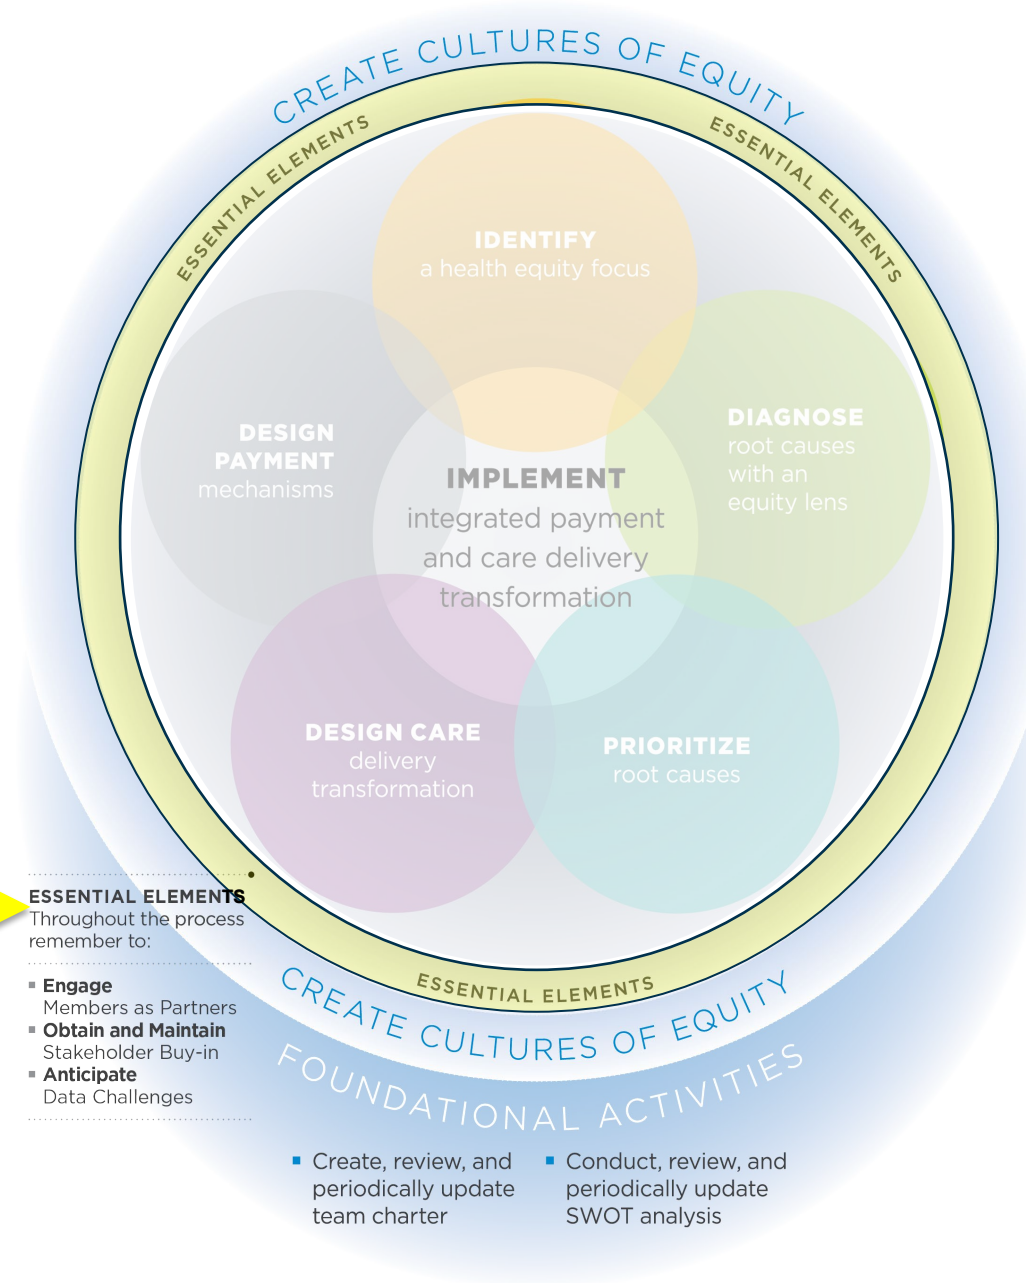 CREATE CULTURES OF EQUITY
ESSENTIAL ELEMENTS
ESSENTIAL ELEMENTS
IDENTIFY
a health equity focus
DIAGNOSE
root causes
with an
equity lens
DESIGN
PAYMENT
mechanisms
IMPLEMENT
integrated payment
and care delivery
transformation
DESIGN CARE
delivery
transformation
PRIORITIZE
root causes
ESSENTIAL ELEMENTS
Throughout the process
remember to:
▪ Engage
Members as Partners
▪ Obtain and Maintain
Stakeholder Buy-in
▪ Anticipate
Data Challenges
ESSENTIAL ELEMENTS
CREATE CULTURES OF EQUITY
FOUNDATIONAL ACTIVITIES
▪ Create, review, and
periodically update
team charter
▪ Conduct, review, and
periodically update
SWOT analysis